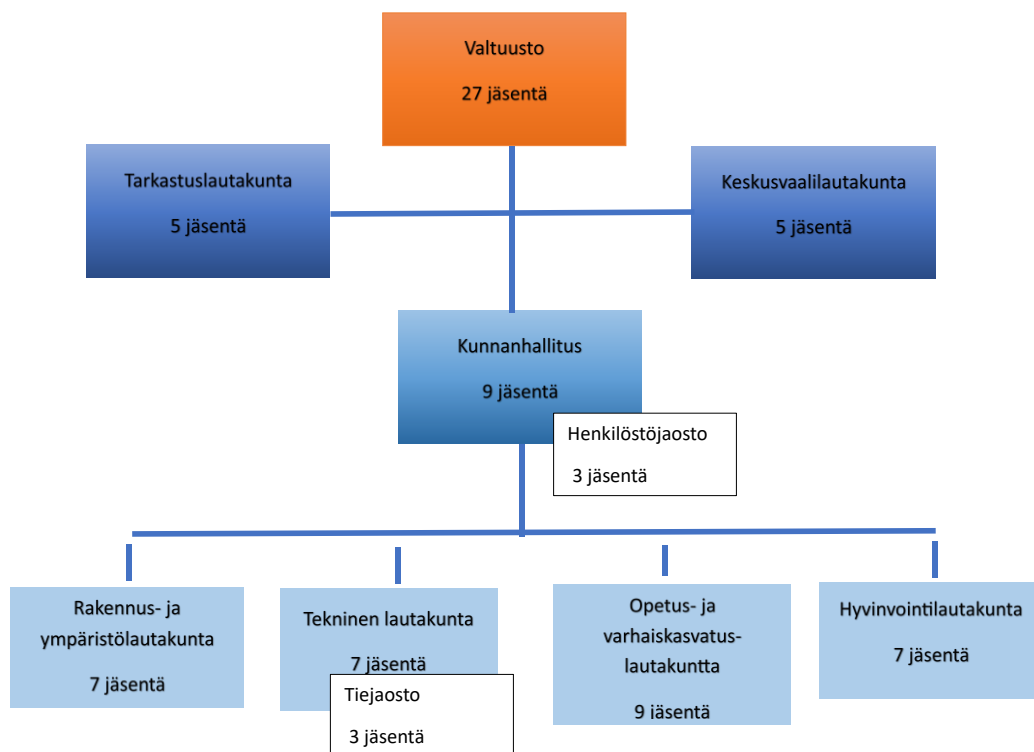 Valtuusto
27 jäsentä
Tarkastuslautakunta
5 jäsentä
Keskusvaalilautakunta
5 jäsentä
Kunnanhallitus
9 jäsentä
Henkilöstöjaosto
3 jäsentä
Rakennus- ja
ympäristölautakunta
7 jäsentä
Tekninen lautakunta
7 jäsentä
Tiejaosto
3 jäsentä
Opetus- ja
varhaiskasvatus-
lautakuntta
9 iäsentä
Hyvinvointilautakunta
7 jäsentä